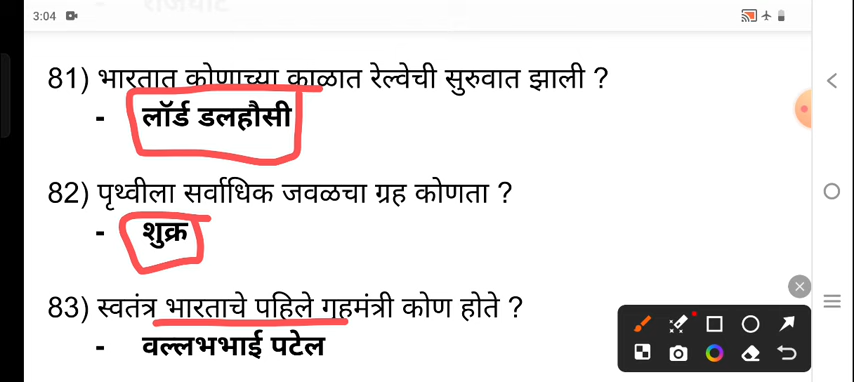 3:04
81) भारतात कोणाच्या काळात रेल्वेची सुरुवात झाली ?
- लॉर्ड डलहौसी
82) पृथ्वीला सर्वाधिक जवळचा ग्रह कोणता ?
- शुक्र
83) स्वतंत्र भारताचे पहिले गृहमंत्री कोण होते ?
- वल्लभभाई पटेल